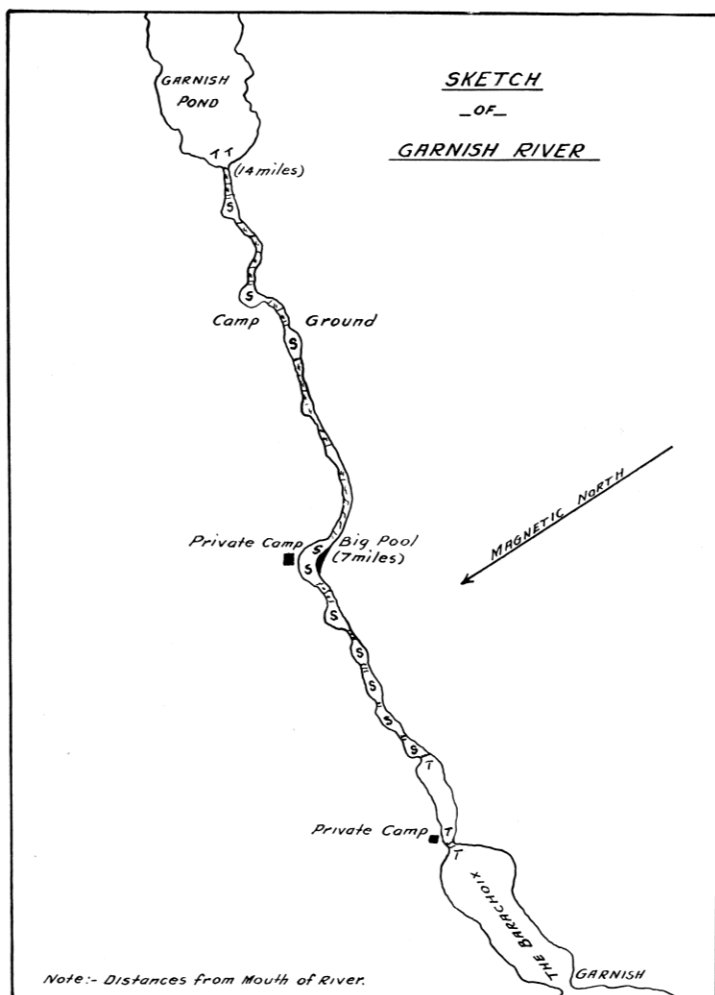 SKETCH
_OF_
GARNISH RIVER
GARNISH
POND
T T
(14 miles)
S
S
Camp Ground
S
MAGNETIC NORTH
Private Camp
Big Pool
(7 miles)
S
S
S
S
S
S
S
T
Private Camp
T
T
THE BARACHOIX
GARNISH
Note:- Distances from Mouth of River.